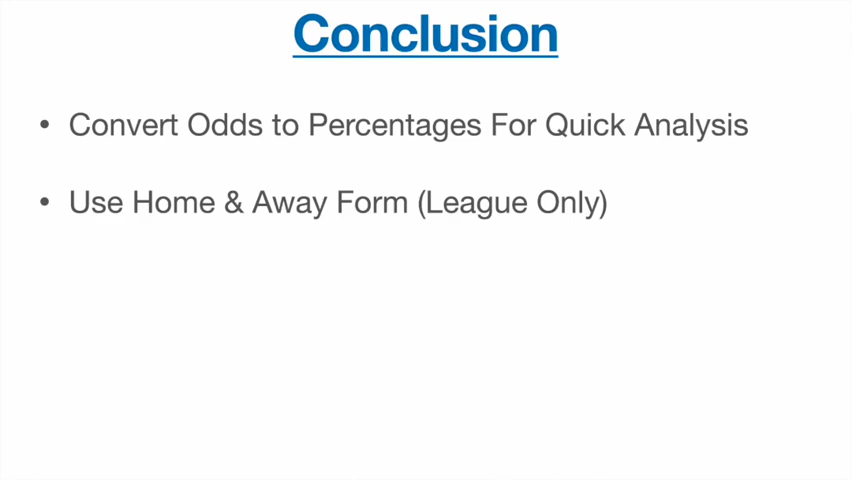 Conclusion
• Convert Odds to Percentages For Quick Analysis
• Use Home & Away Form (League Only)